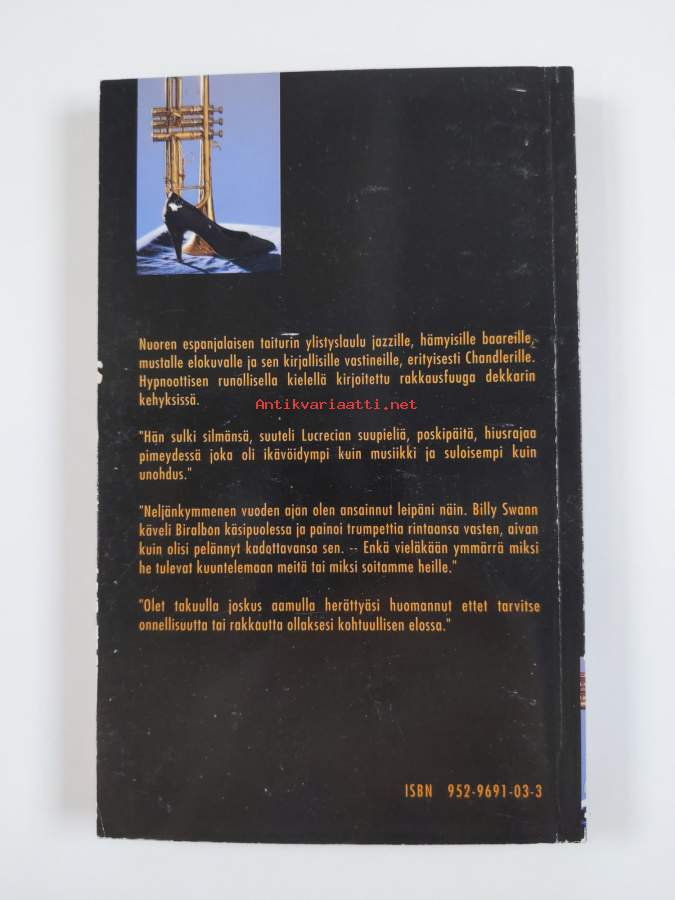 Nuoren espanjalaisen taiturin ylistyslaulu jazzille, hämyisille baareille,
mustalle elokuvalle ja sen kirjallisille vastineille, erityisesti Chandlerille.
Hypnoottisen runollisella kielellä kirjoitettu rakkausfuuga dekkarin
kehyksissä.
Antikvariaatti.net
"Hän sulki silmänsä, suuteli Lucrecian suupieliä, poskipäitä, hiusrajaa
pimeydessä joka oli ikävöidympi kuin musiikki ja suloisempi kuin
unohdus."
"Neljänkymmenen vuoden ajan olen ansainnut leipäni näin. Billy Swann
käveli Biralbon käsipuolessa ja painoi trumpettia rintaansa vasten, aivan
kuin olisi pelännyt kadottavansa sen. -- Enkä vieläkään ymmärrä miksi
he tulevat kuuntelemaan meitä tai miksi soitamme heille."
"Olet takuulla joskus aamulla herättyäsi huomannut ettet tarvitse
onnellisuutta tai rakkautta ollaksesi kohtuullisen elossa."
ISBN 952-9691-03-3